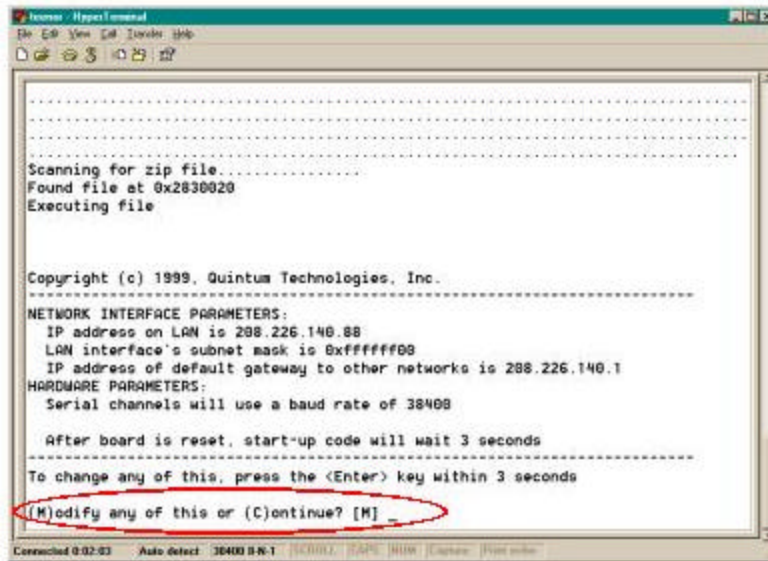 - HyperTerminal
File Edit View Call Transfer Help
Scanning for zip file................
Found file at 0x2830020
Executing file
Copyright (c) 1999, Quintum Technologies, Inc.
NETWORK INTERFACE PARAMETERS:
IP address on LAN is 208.226.140.88
LAN interface's subnet mask is 0xffffff00
IP address of default gateway to other networks is 208.226.140.1
HARDWARE PARAMETERS:
Serial channels will use a baud rate of 38400
After board is reset, start-up code will wait 3 seconds
To change any of this, press the <Enter> key within 3 seconds
(M)odify any of this or (C)ontinue? [M] _
Connected 0:02:03 Auto detect 38400 8-N-1 SCROLL CAPS NUM Capture Print echo